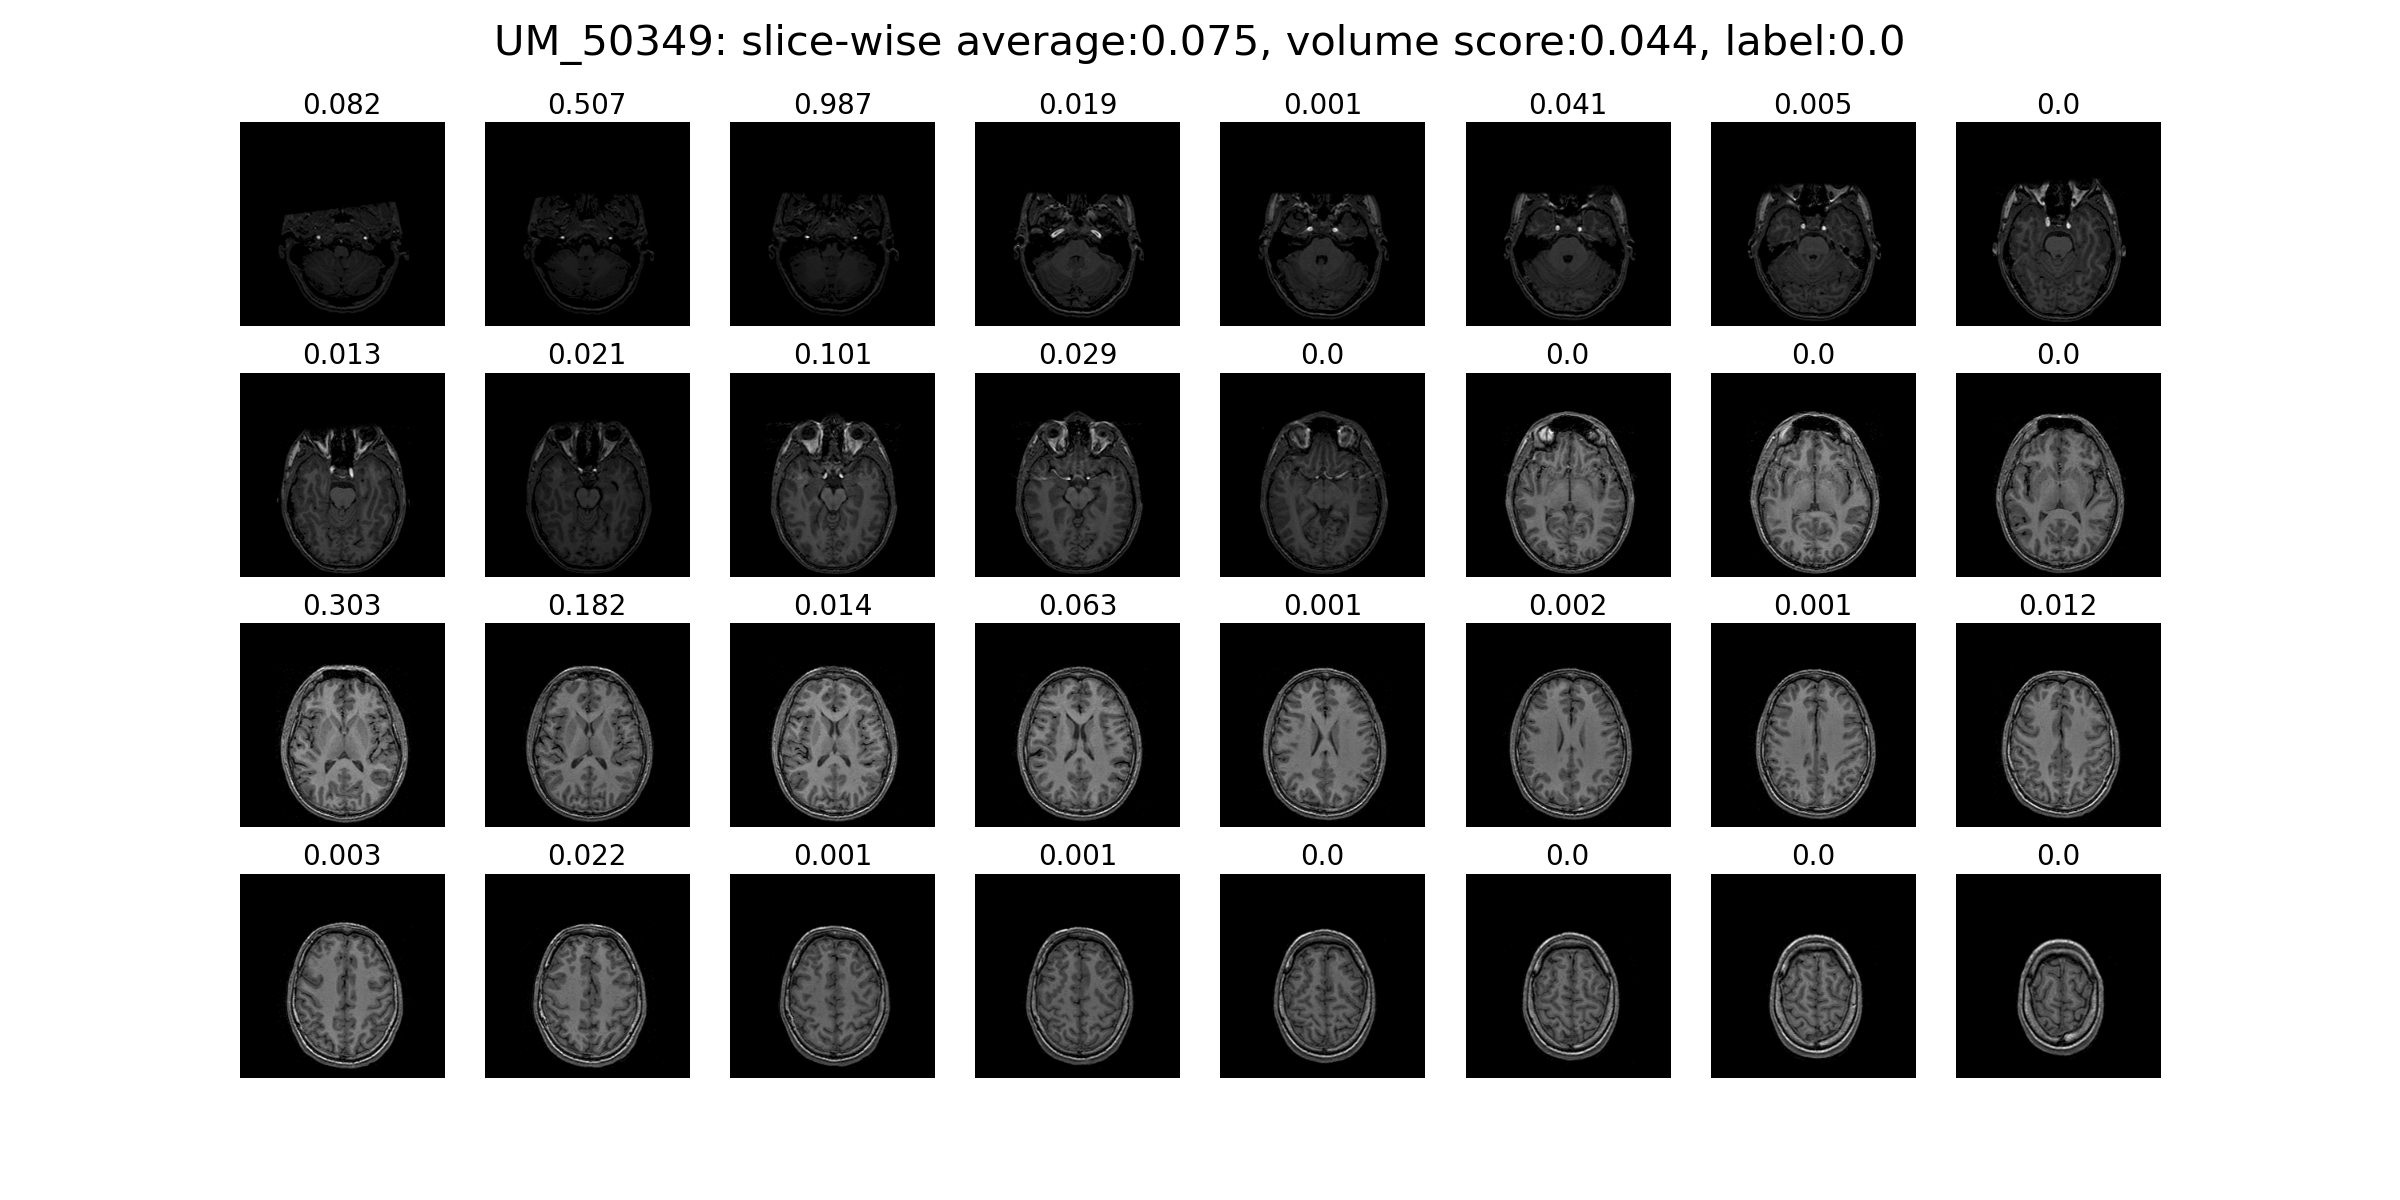 UM_50349: slice-wise average:0.075, volume score:0.044, label:0.0
0.082 0.507 0.987 0.019 0.001 0.041 0.005 0.0
0.013 0.021 0.101 0.029 0.0 0.0 0.0 0.0
0.303 0.182 0.014 0.063 0.001 0.002 0.001 0.012
0.003 0.022 0.001 0.001 0.0 0.0 0.0 0.0